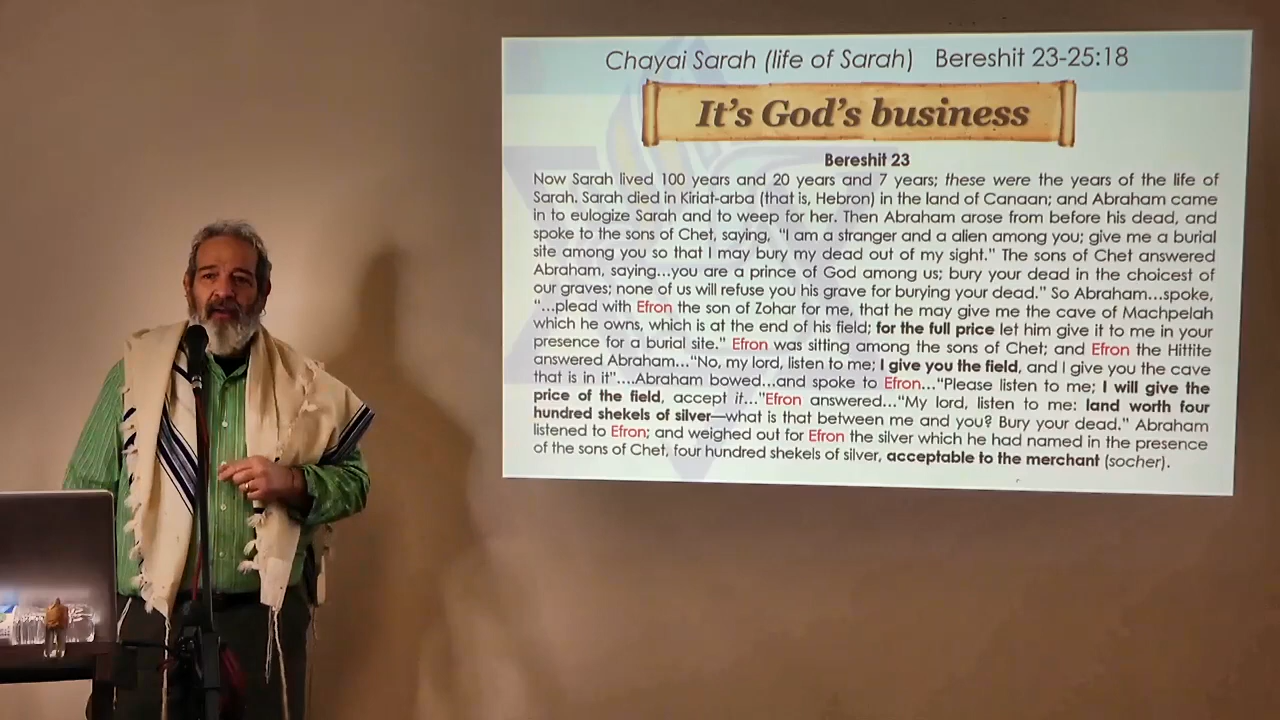 Chayai Sarah (life of Sarah) Bereshit 23-25:18
It's God's business
Bereshit 23
Now Sarah lived 100 years and 20 years and 7 years; these were the years of the life of
Sarah. Sarah died in Kiriat-arba (that is, Hebron) in the land of Canaan; and Abraham came
in to eulogize Sarah and to weep for her. Then Abraham arose from before his dead, and
spoke to the sons of Chet, saying, "I am a stranger and a alien among you; give me a burial
site among you so that I may bury my dead out of my sight." The sons of Chet answered
Abraham, saying...you are a prince of God among us; bury your dead in the choicest of
our graves; none of us will refuse you his grave for burying your dead." So Abraham...spoke,
"...plead with Efron the son of Zohar for me, that he may give me the cave of Machpelah
which he owns, which is at the end of his field; for the full price let him give it to me in your
presence for a burial site." Efron was sitting among the sons of Chet; and Efron the Hittite
answered Abraham..."No, my lord, listen to me; I give you the field, and I give you the cave
that is in it"....Abraham bowed...and spoke to Efron..."Please listen to me; I will give the
price of the field, accept it..."Efron answered..."My lord, listen to me: land worth four
hundred shekels of silver—what is that between me and you? Bury your dead." Abraham
listened to Efron; and weighed out for Efron the silver which he had named in the presence
of the sons of Chet, four hundred shekels of silver, acceptable to the merchant (socher).